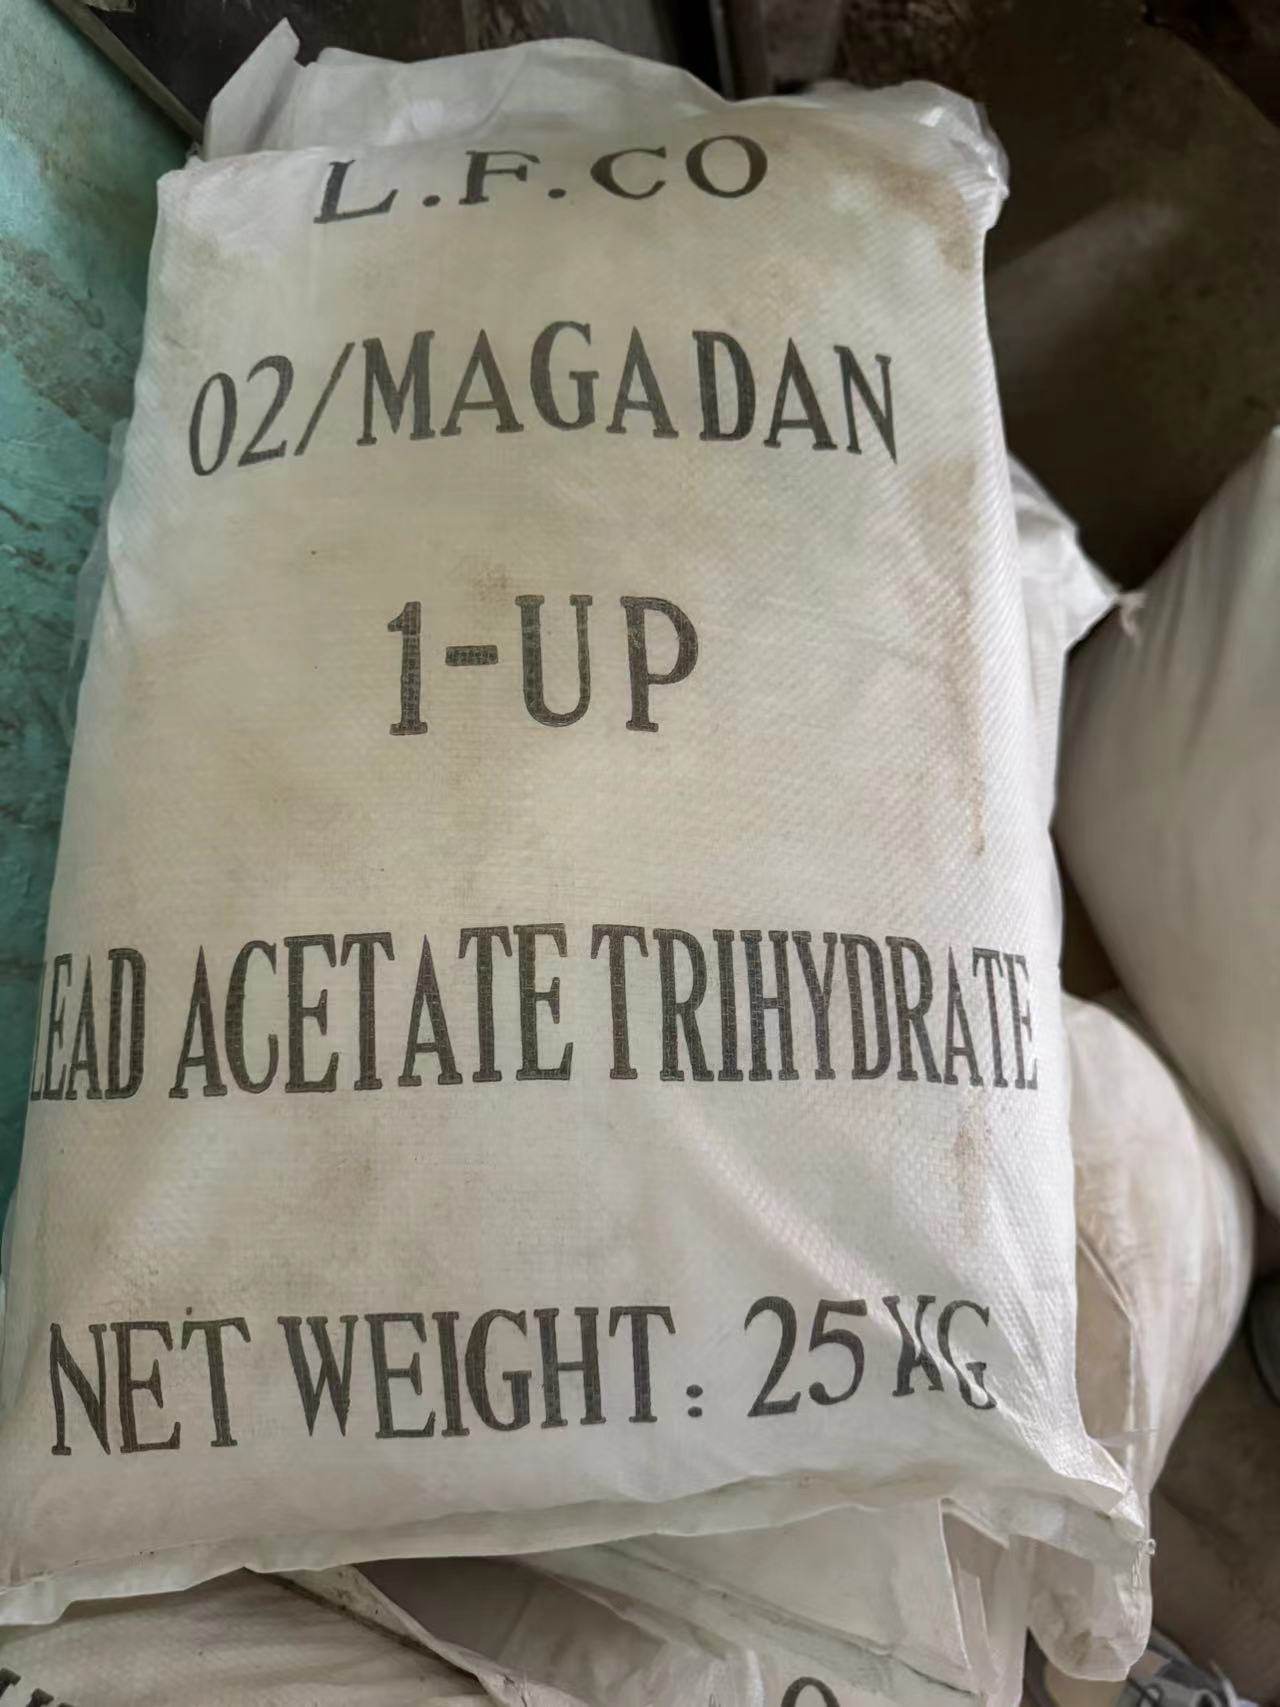 L.F.CO
02/MAGADAN
1-UP
LEAD ACETATE TRIHYDRATE
NET WEIGHT: 25 KG